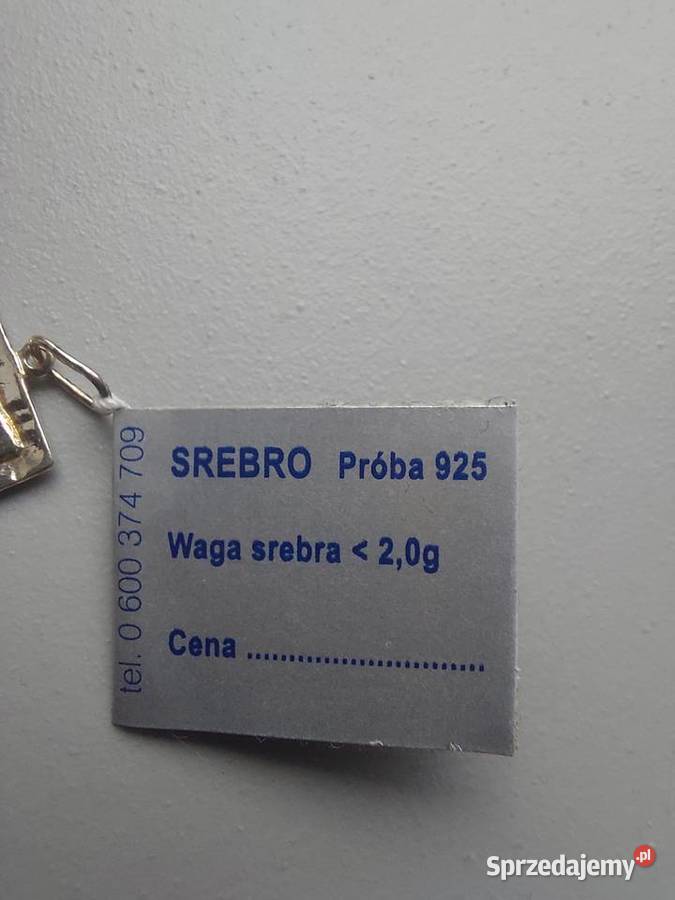 SREBRO Próba 925
Waga srebra < 2,0g
Cena ............................
tel. 0 600 374 709
Sprzedajemy.pl